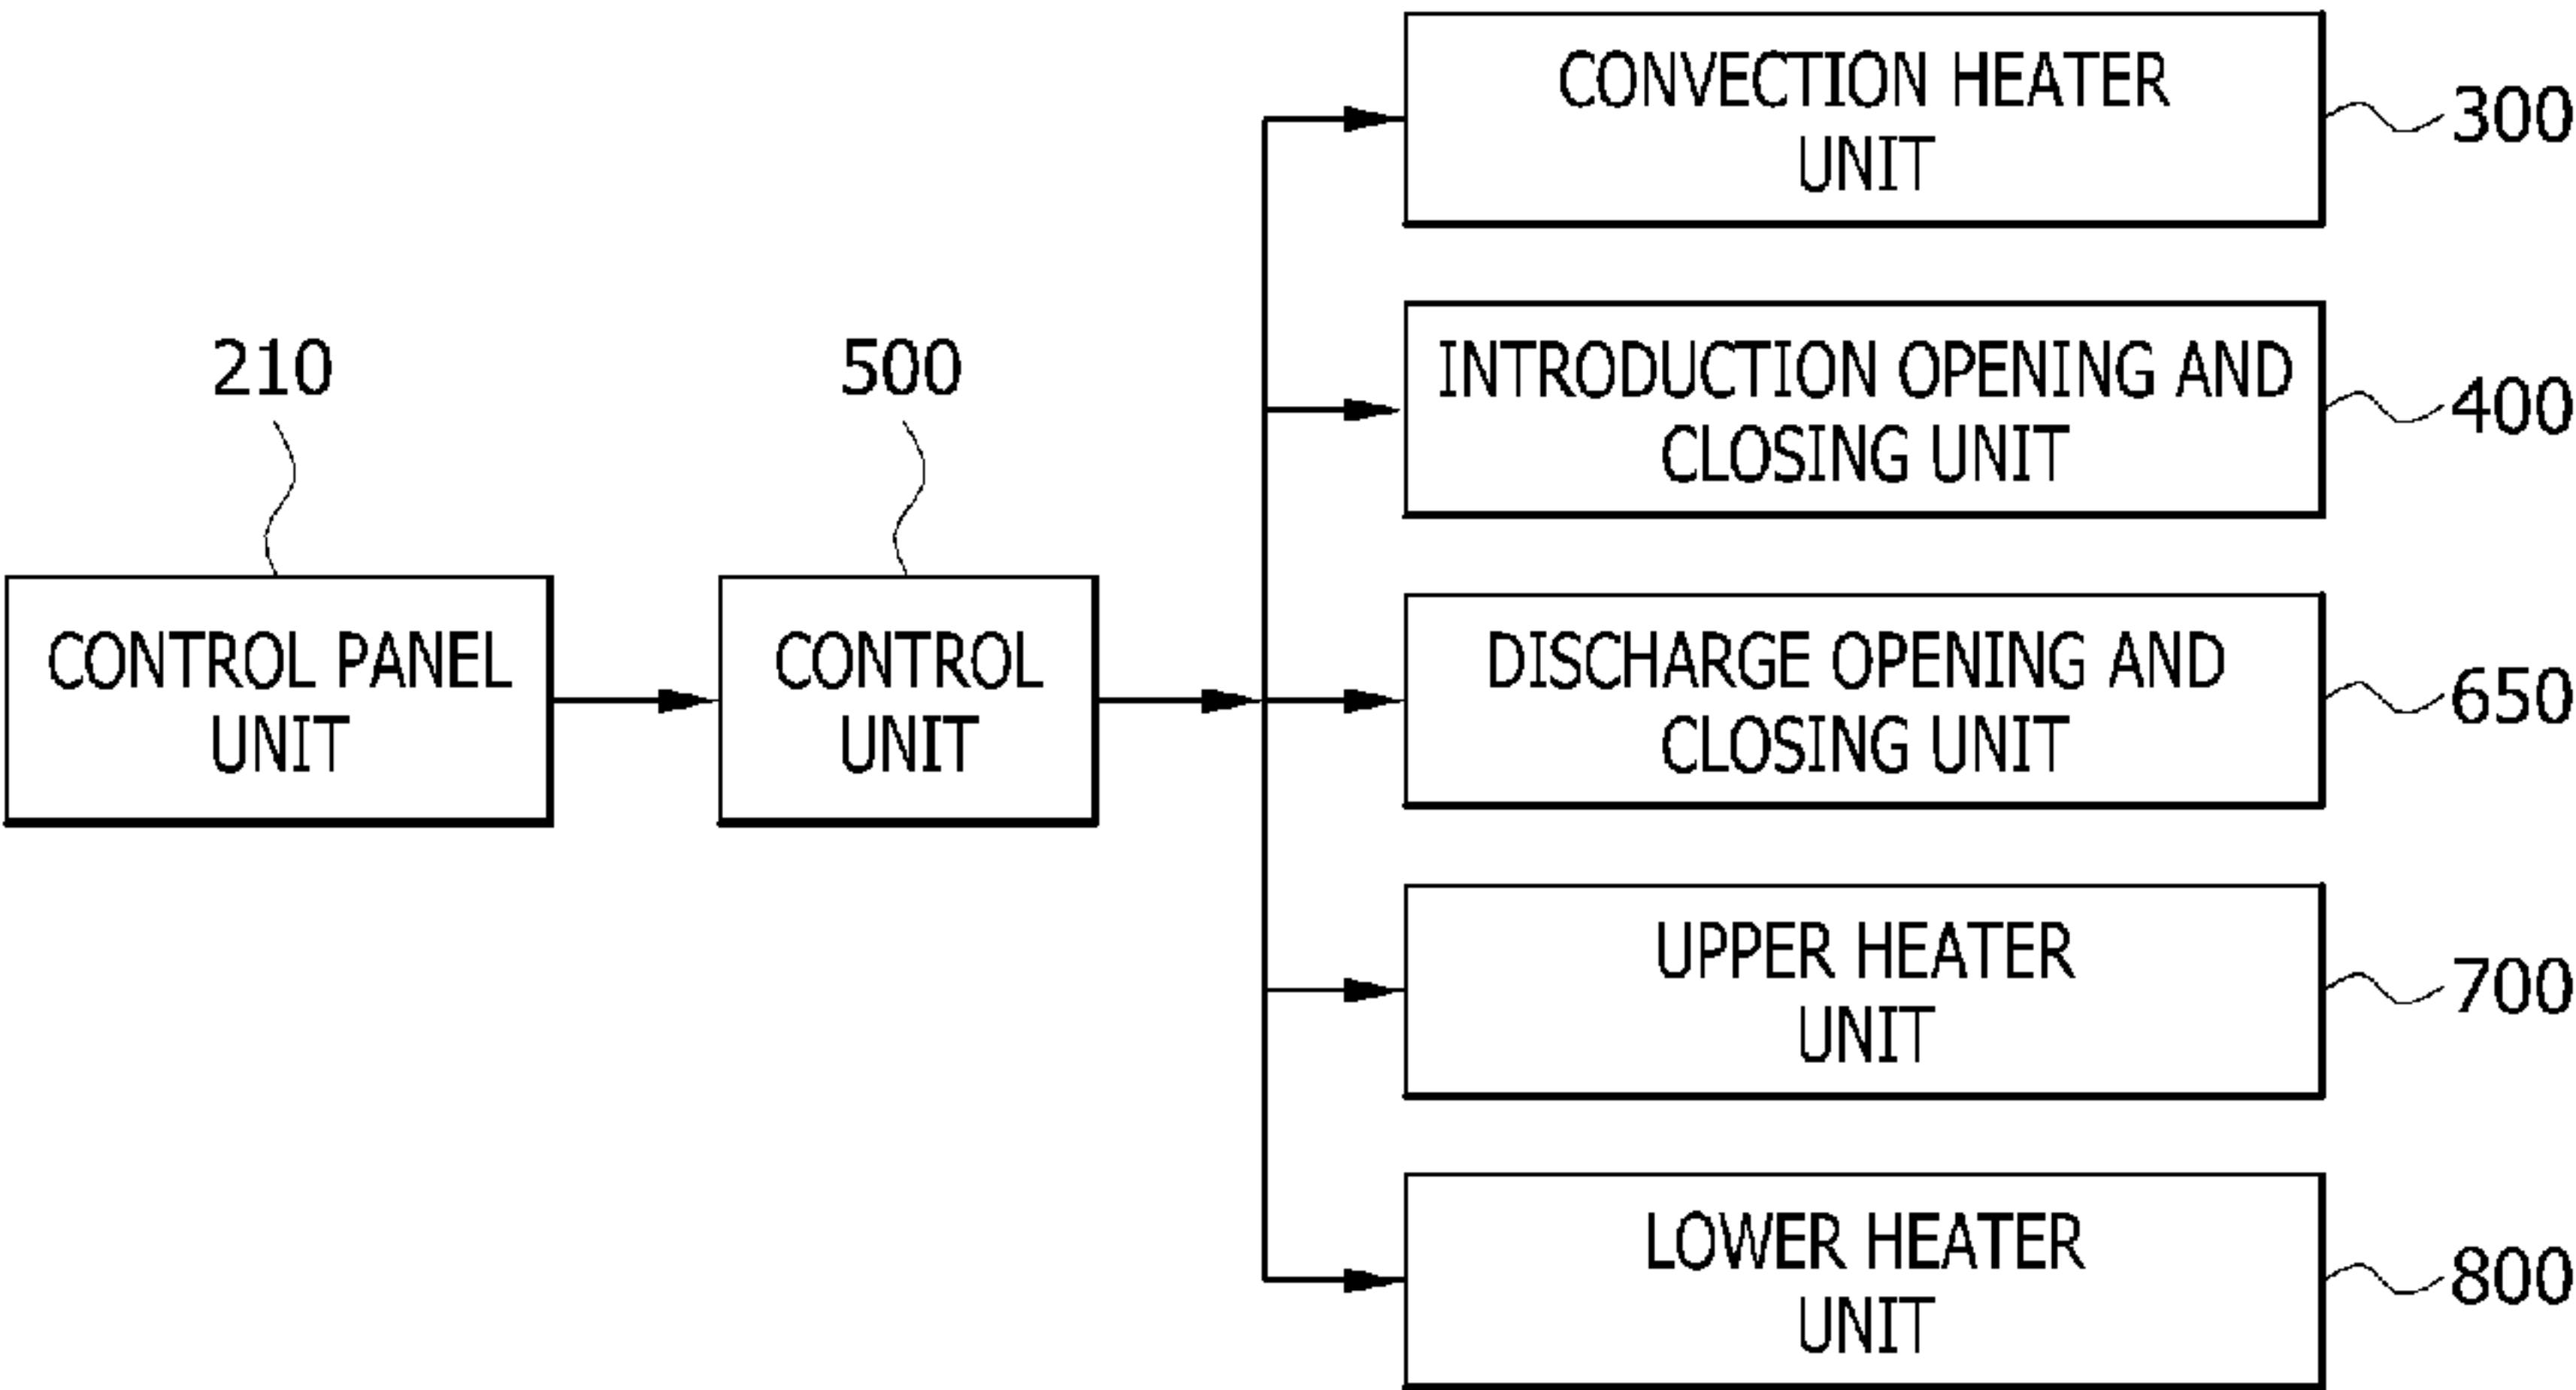 CONVECTION HEATER
UNIT
300
INTRODUCTION OPENING AND
CLOSING UNIT
400
210
500
CONTROL PANEL
UNIT
CONTROL
UNIT
DISCHARGE OPENING AND
CLOSING UNIT
650
UPPER HEATER
UNIT
700
LOWER HEATER
UNIT
800